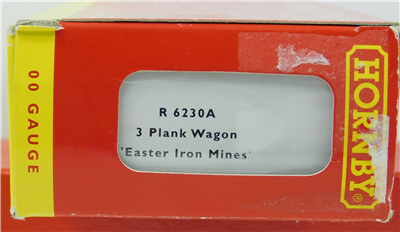 00 GAUGE
R 6230A
3 Plank Wagon
'Easter Iron Mines'
HORNBY®